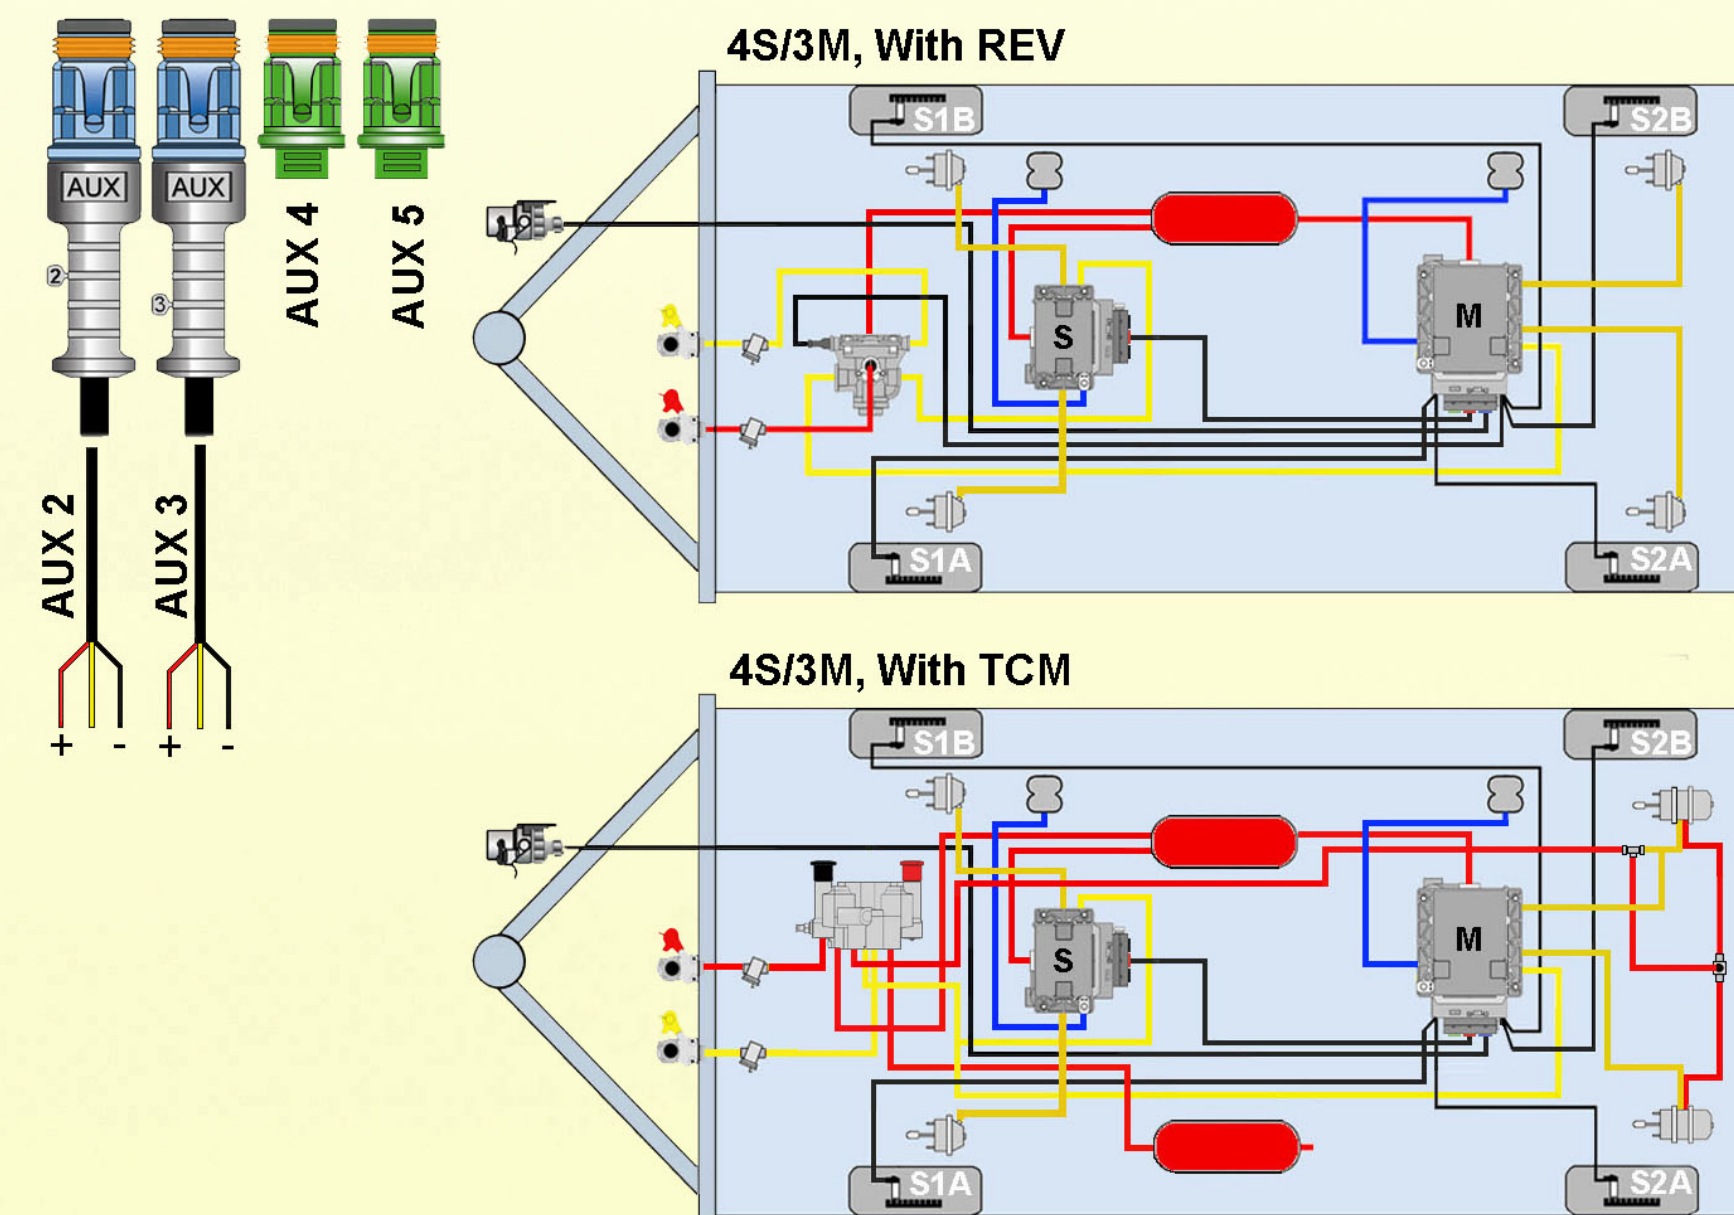 AUX
AUX
2
3
AUX 4
AUX 5
AUX 2
AUX 3
+ - + -
4S/3M, With REV
S1B
S2B
S
M
S1A
S2A
4S/3M, With TCM
S1B
S2B
S
M
S1A
S2A